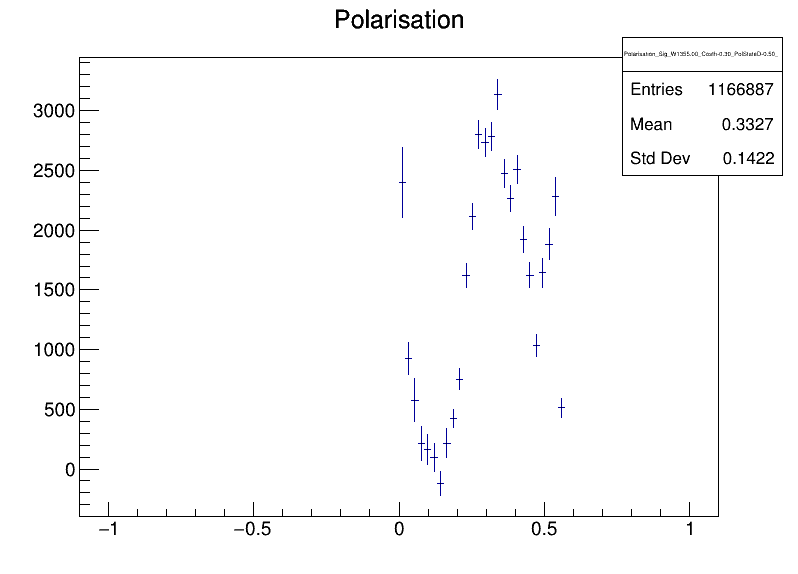 Polarisation
Polarisation_Sig_W1355.00_Costh-0.30_PolStateD-0.50_
Entries 1166887
Mean 0.3327
Std Dev 0.1422
3000
2500
2000
1500
1000
500
0
−1 −0.5 0 0.5 1